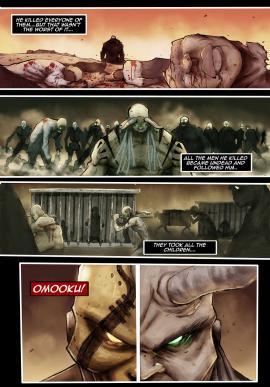 HE KILLED EVERYONE OF
THEM...BUT THAT WASN'T
THE WORST OF IT...
ALL THE MEN HE KILLED
BECAME UNDEAD AND
FOLLOWED HIM..
THEY TOOK ALL
THE CHILDREN...
OMOOKU!